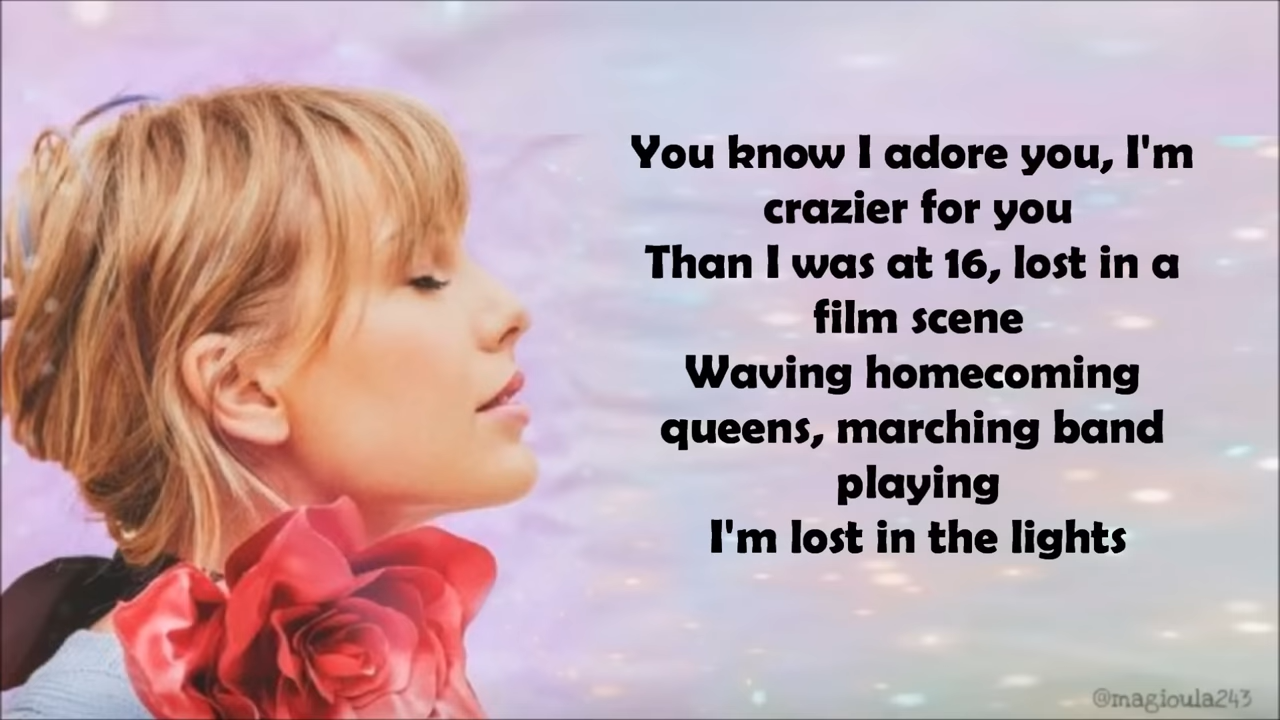 You know I adore you, I'm
crazier for you
Than I was at 16, lost in a
film scene
Waving homecoming
queens, marching band
playing
I'm lost in the lights
@magioula243